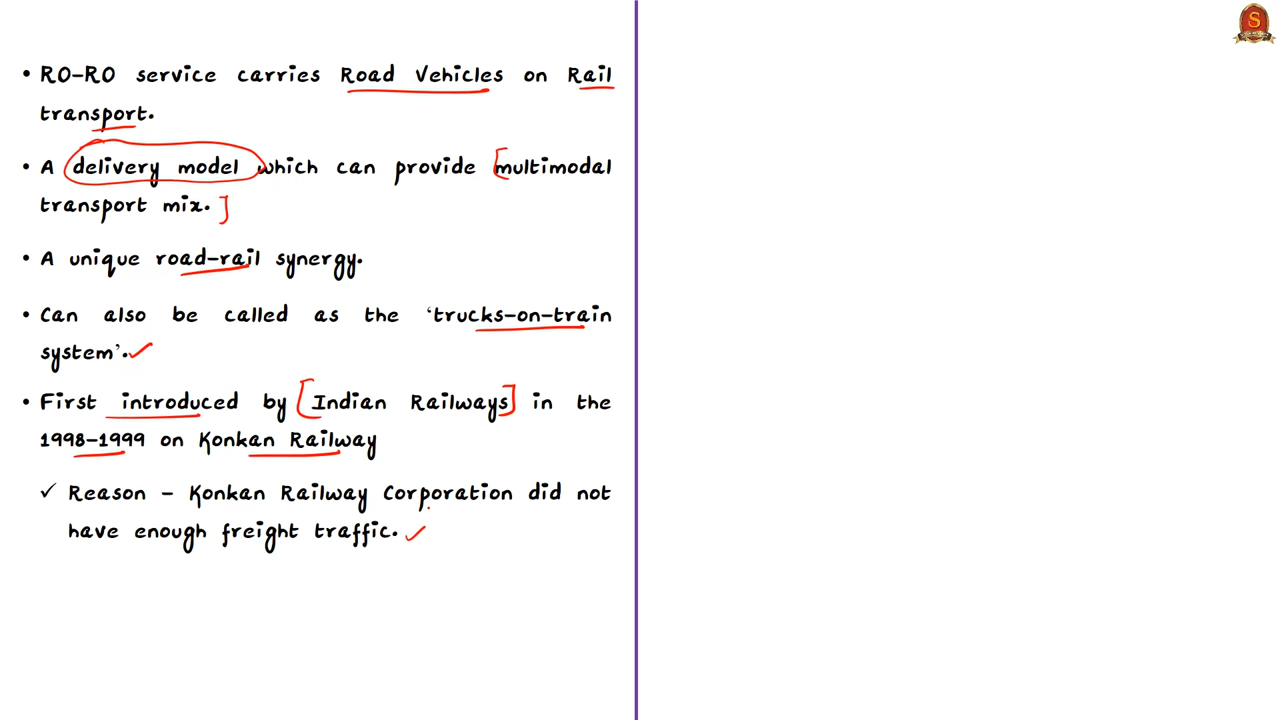 • RO-RO service carries Road Vehicles on Rail
transport.
• A delivery model which can provide multimodal
transport mix.
• A unique road-rail synergy.
• Can also be called as the ‘trucks-on-train
system’.
• First introduced by Indian Railways in the
1998-1999 on Konkan Railway
✓ Reason - Konkan Railway Corporation did not
have enough freight traffic.
S